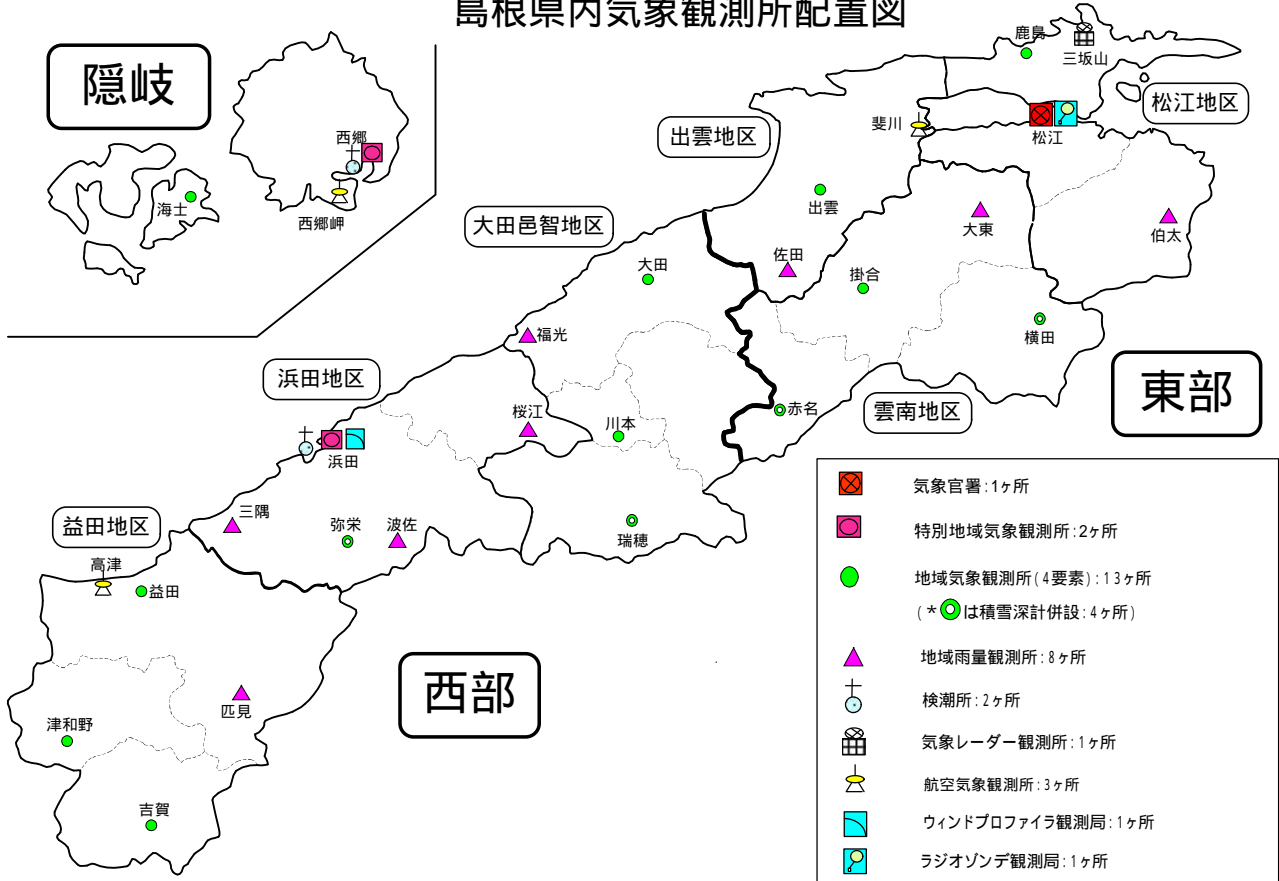 島根県内気象観測所配置図
隠岐
西郷
海士
西郷岬
鹿島
三坂山
松江地区
出雲地区
斐川
松江
出雲
大東
伯太
大田邑智地区
大田
佐田
掛合
福光
横田
浜田地区
桜江
川本
赤名
雲南地区
東部
浜田
三隅
弥栄
波佐
瑞穂
益田地区
高津
益田
西部
匹見
津和野
吉賀
気象官署:1ヶ所
特別地域気象観測所:2ヶ所
地域気象観測所(4要素):13ヶ所
(*は積雪深計併設:4ヶ所)
地域雨量観測所:8ヶ所
検潮所:2ヶ所
気象レーダー観測所:1ヶ所
航空気象観測所:3ヶ所
ウィンドプロファイラ観測局:1ヶ所
ラジオゾンデ観測局:1ヶ所